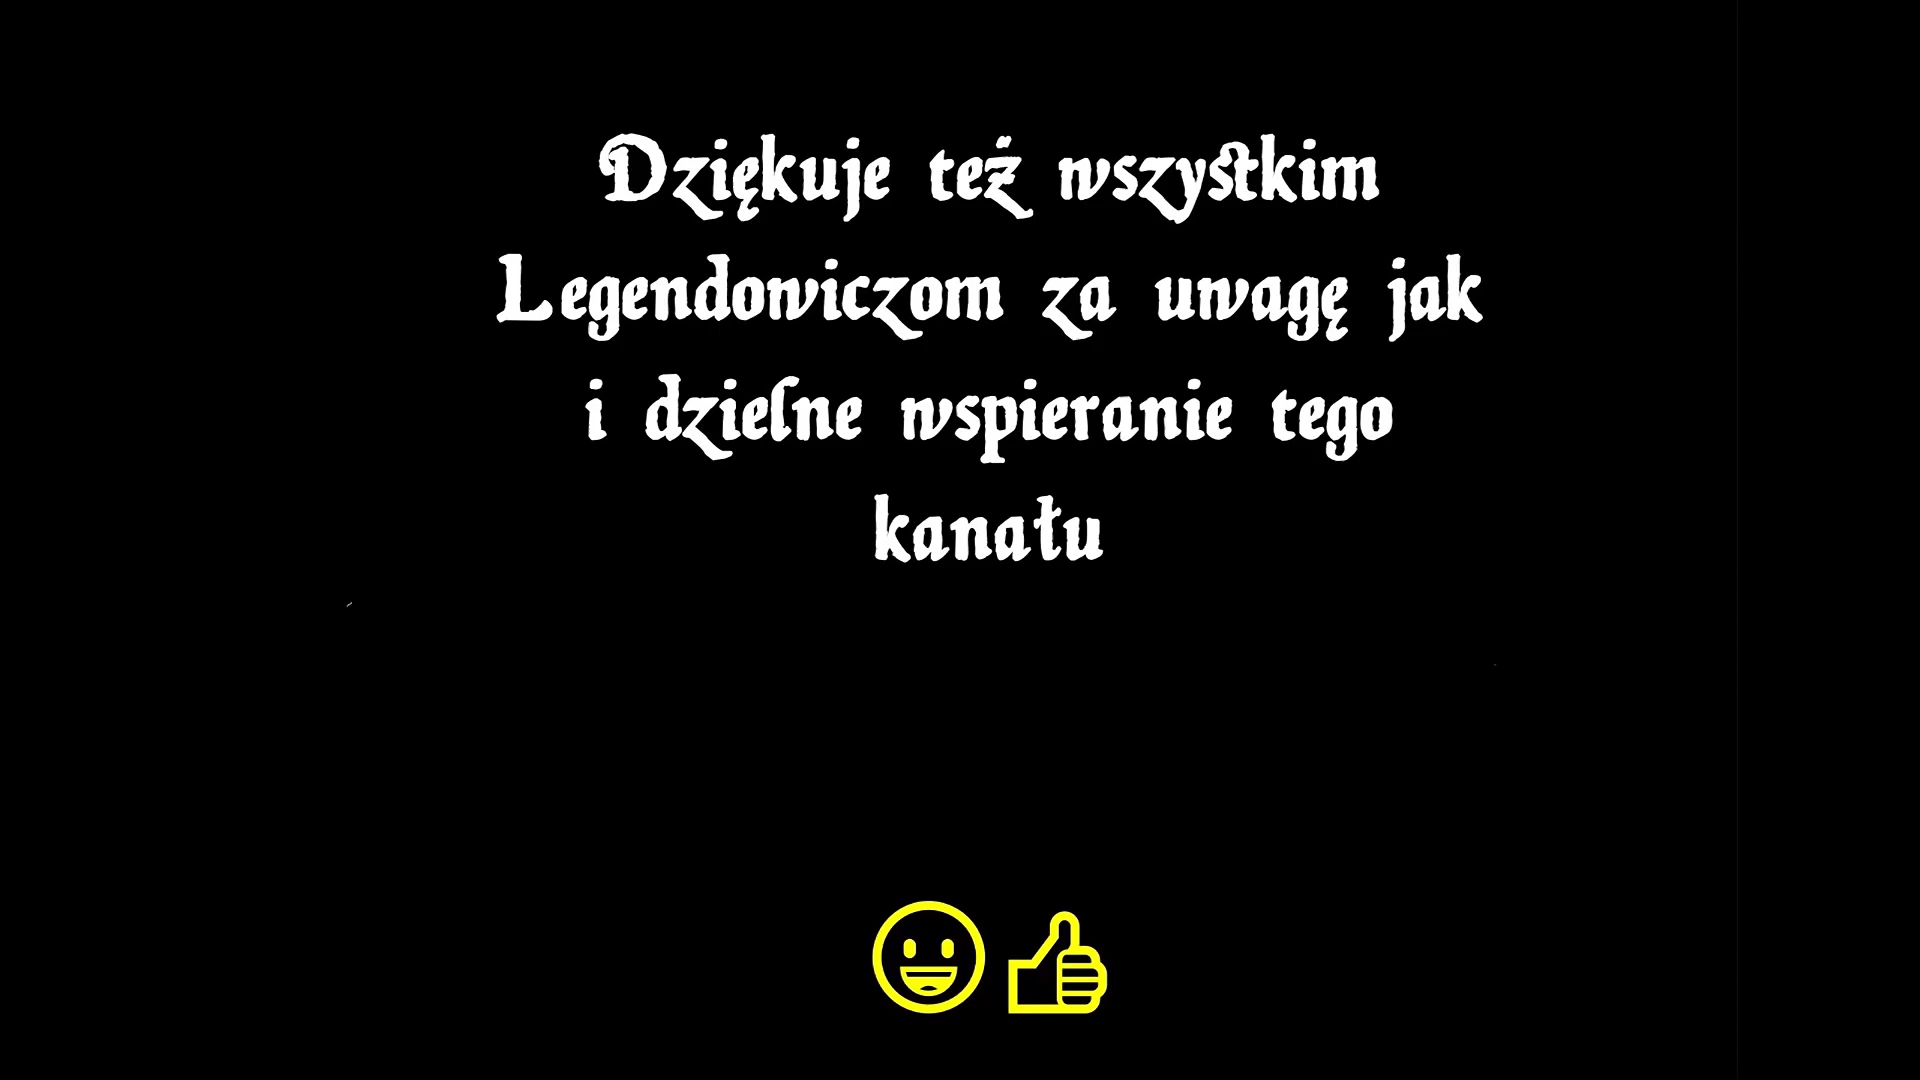 Dziękuje też wszystkim
Legendowiczom za uwagę jak
i dzielne wspieranie tego
kanału